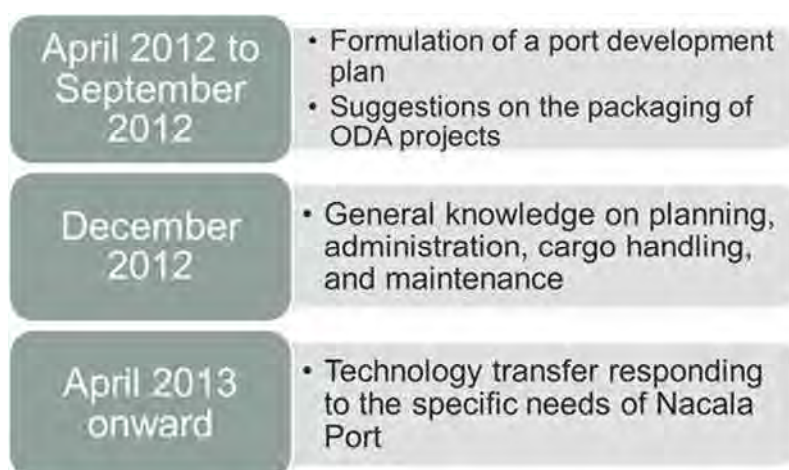 April 2012 to
September
2012
• Formulation of a port development
plan
• Suggestions on the packaging of
ODA projects
December
2012
• General knowledge on planning,
administration, cargo handling,
and maintenance
April 2013
onward
• Technology transfer responding
to the specific needs of Nacala
Port